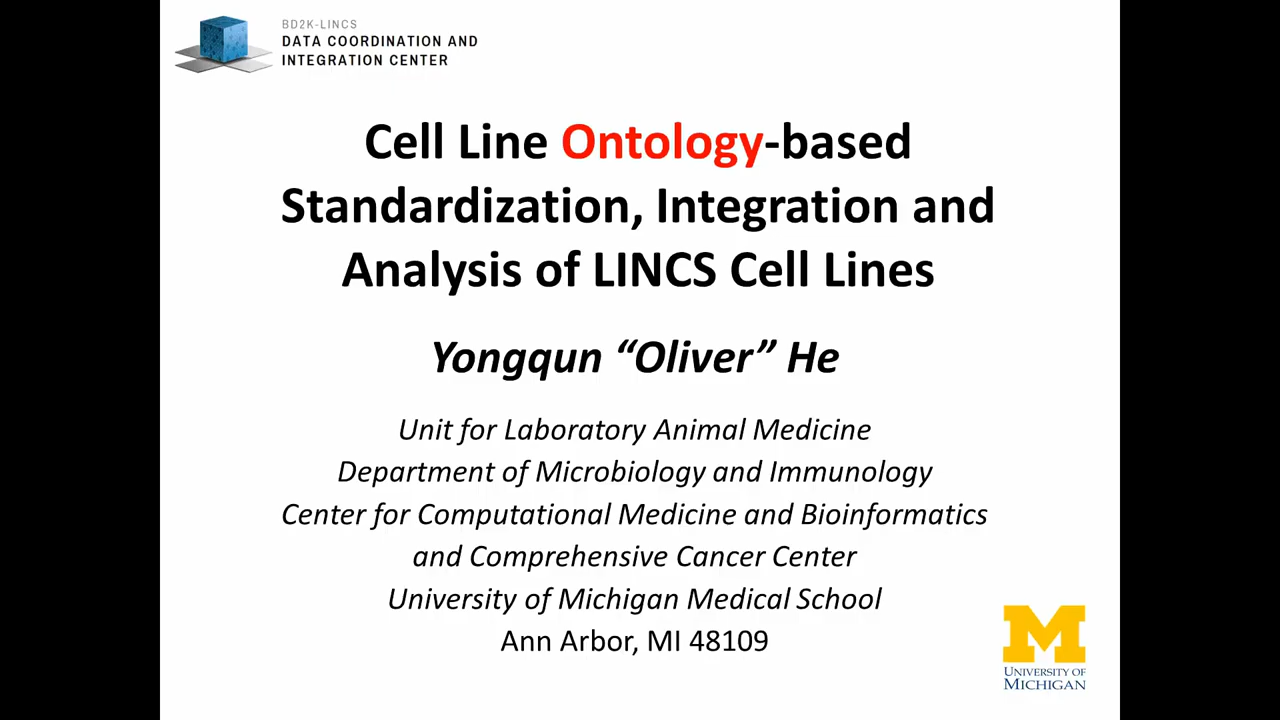 BD2K-LINCS
DATA COORDINATION AND
INTEGRATION CENTER
Cell Line Ontology-based
Standardization, Integration and
Analysis of LINCS Cell Lines
Yongqun “Oliver” He
Unit for Laboratory Animal Medicine
Department of Microbiology and Immunology
Center for Computational Medicine and Bioinformatics
and Comprehensive Cancer Center
University of Michigan Medical School
Ann Arbor, MI 48109
M
UNIVERSITY OF
MICHIGAN